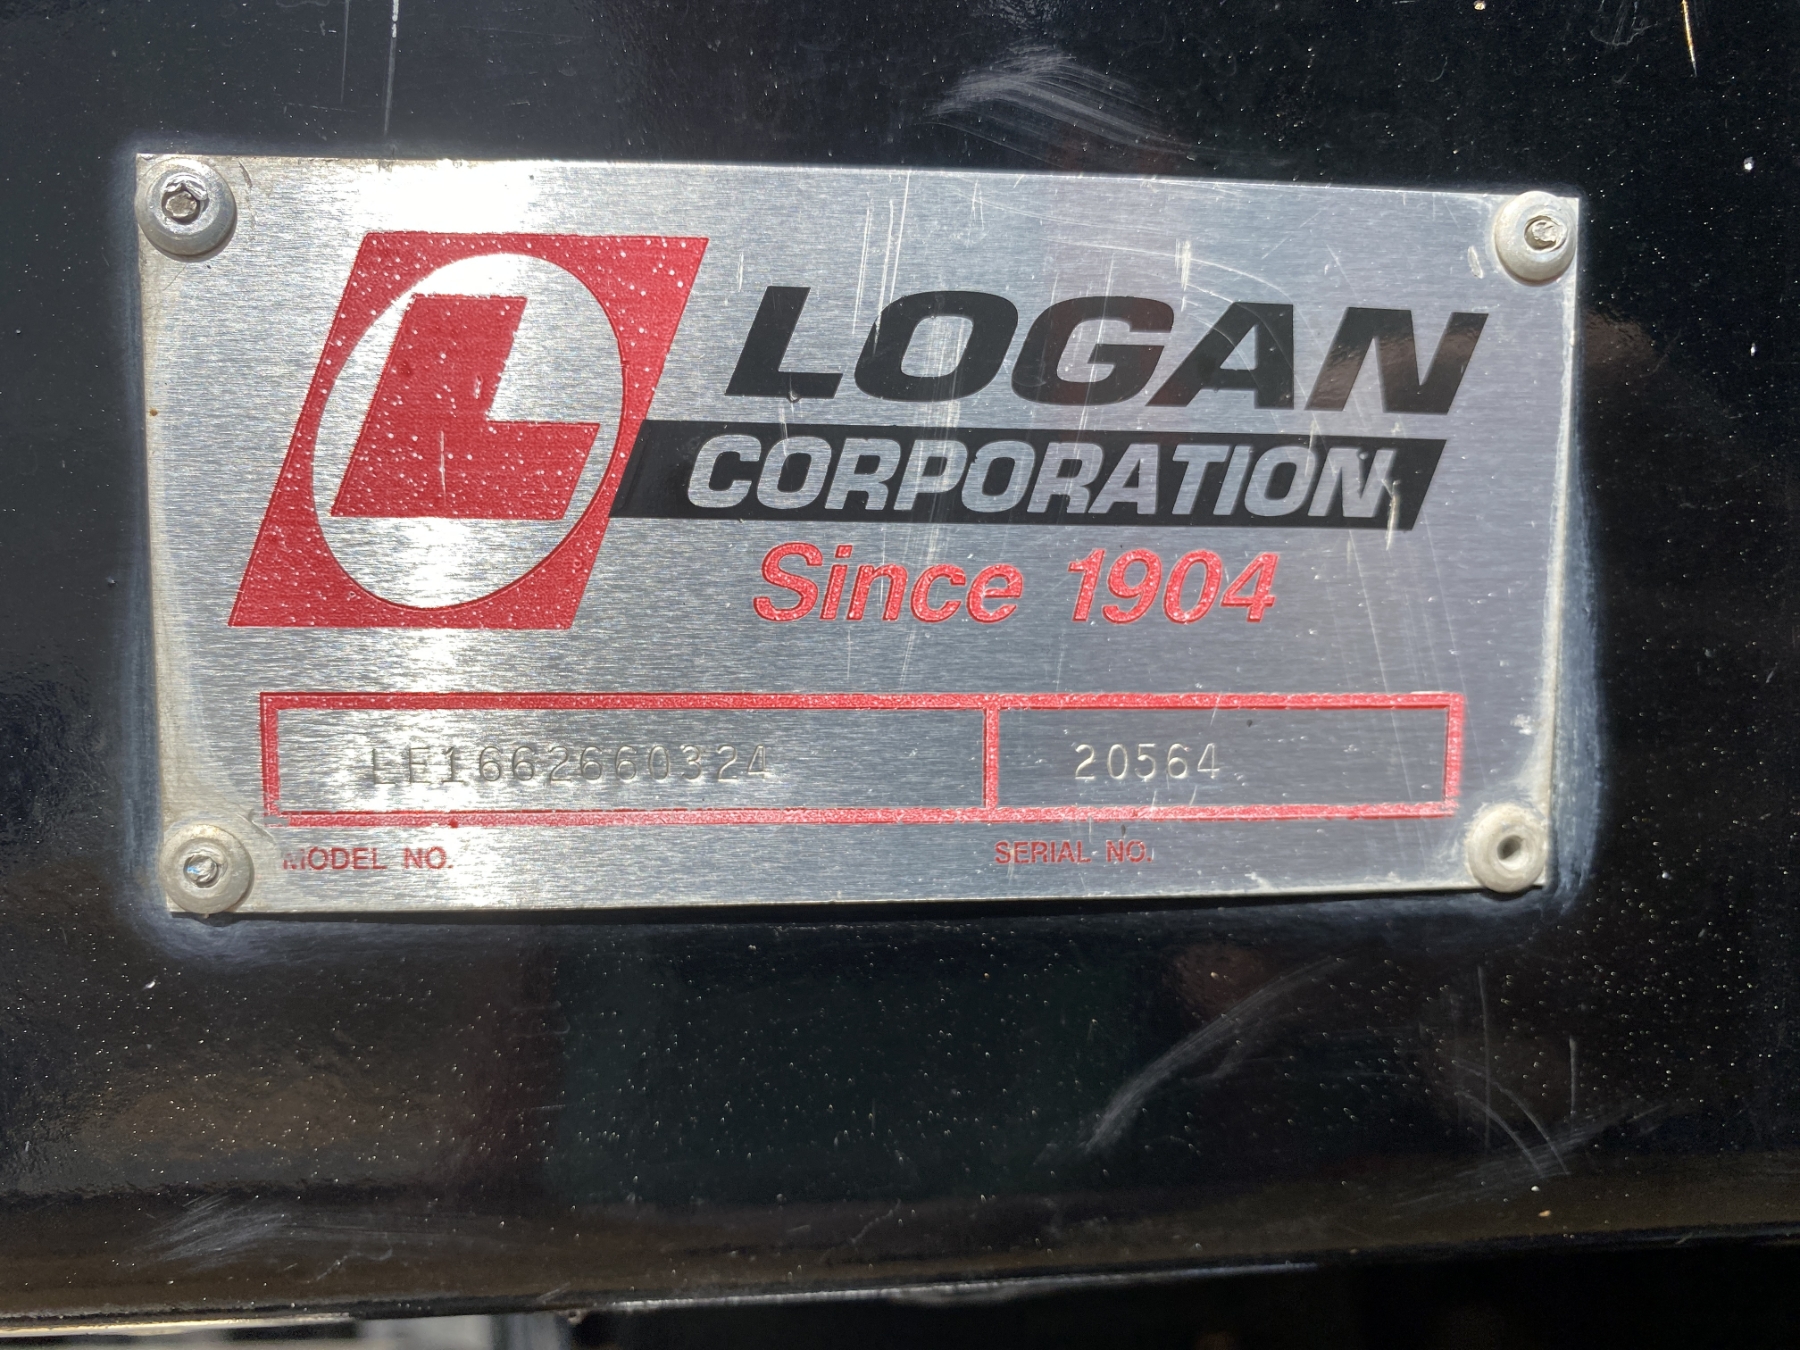 L
LOGAN
CORPORATION
Since 1904
LE1662660324 20564
MODEL NO. SERIAL NO.